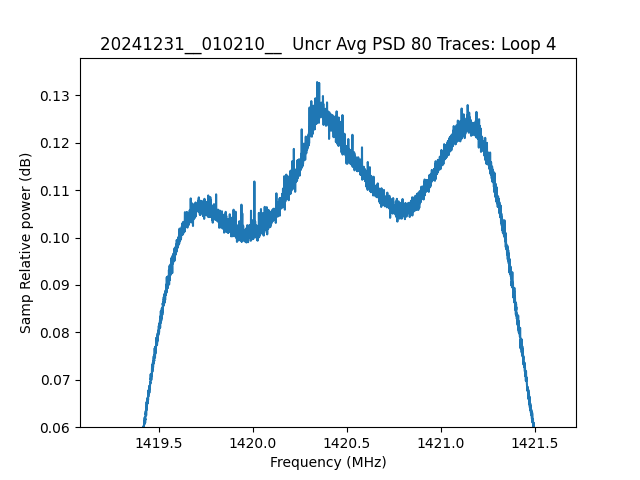 20241231__010210__  Uncr Avg PSD 80 Traces: Loop 4
Samp Relative power (dB)
0.13
0.12
0.11
0.10
0.09
0.08
0.07
0.06
1419.5 1420.0 1420.5 1421.0 1421.5
Frequency (MHz)